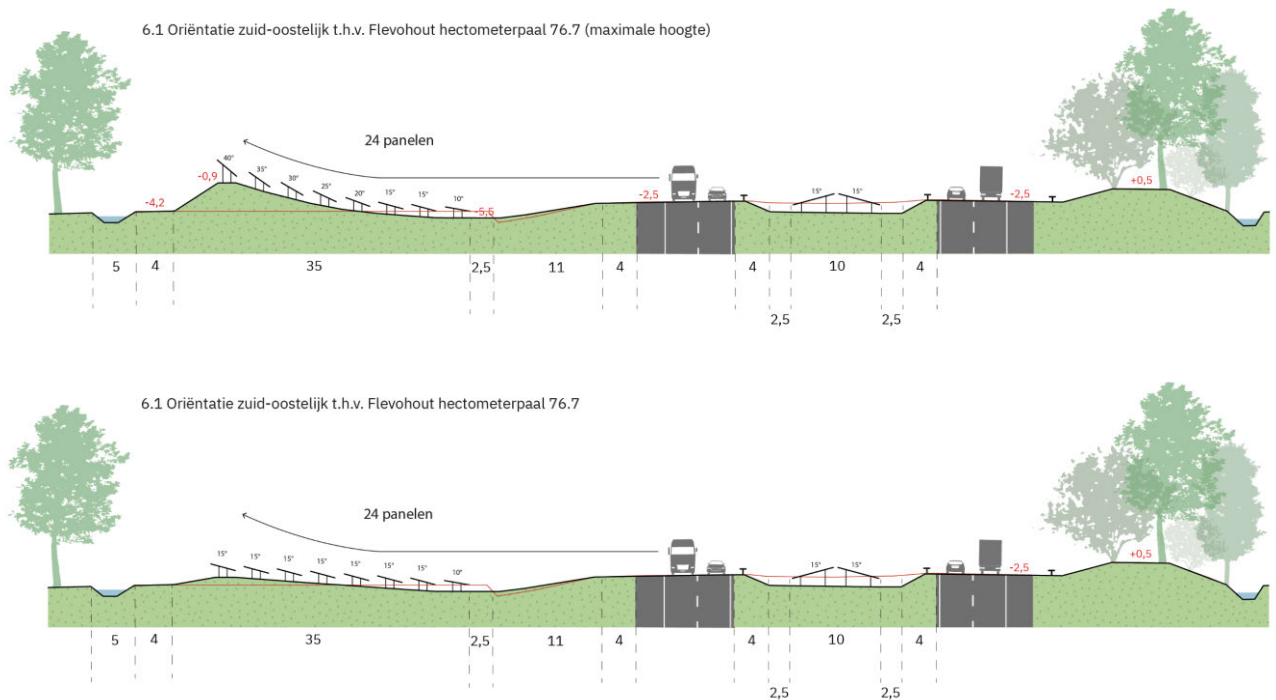 6.1 Oriëntatie zuid-oostelijk t.h.v. Flevohout hectometerpaal 76.7 (maximale hoogte)
24 panelen
40° 35° 30° 25° 20° 15° 15° 10° 15° 15°
-0,9 -4,2 -5,6 -2,5 -2,5 +0,5
5 4 35 2,5 11 4 4 10 4
2,5 2,5
6.1 Oriëntatie zuid-oostelijk t.h.v. Flevohout hectometerpaal 76.7
24 panelen
15° 15° 15° 15° 15° 15° 15° 10° 15° 15°
-2,5 +0,5
5 4 35 2,5 11 4 4 10 4
2,5 2,5